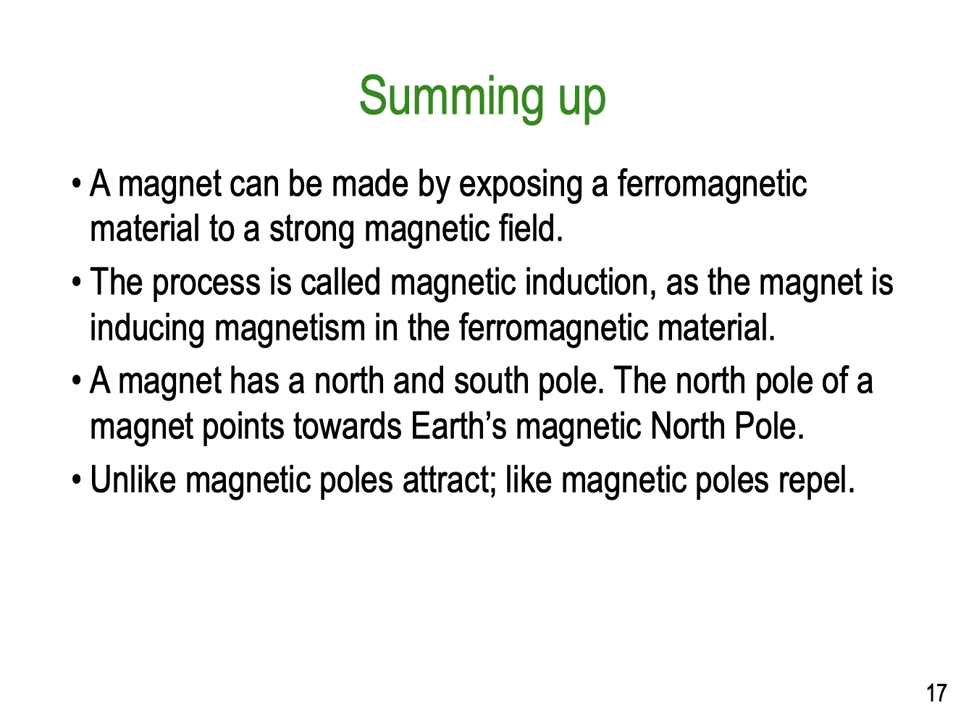 Summing up
• A magnet can be made by exposing a ferromagnetic
material to a strong magnetic field.
• The process is called magnetic induction, as the magnet is
inducing magnetism in the ferromagnetic material.
• A magnet has a north and south pole. The north pole of a
magnet points towards Earth’s magnetic North Pole.
• Unlike magnetic poles attract; like magnetic poles repel.
17